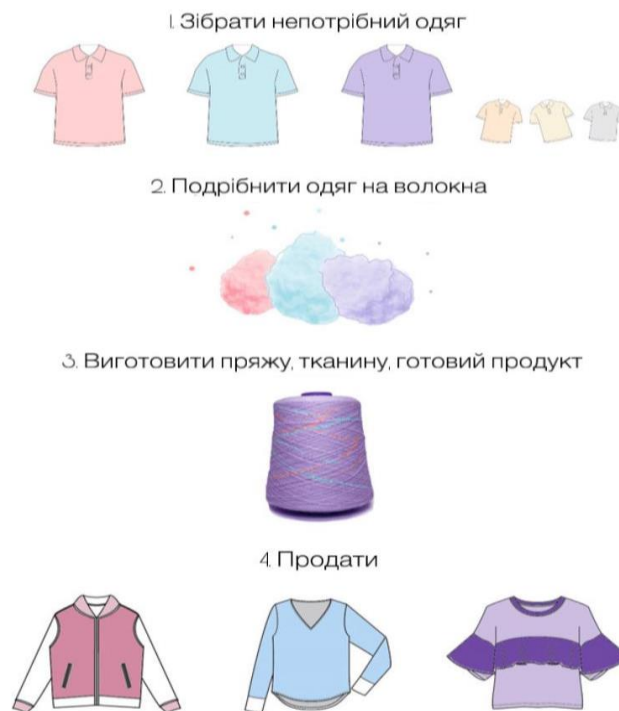 1. Зібрати непотрібний одяг
2. Подрібнити одяг на волокна
3. Виготовити пряжу, тканину, готовий продукт
4. Продати